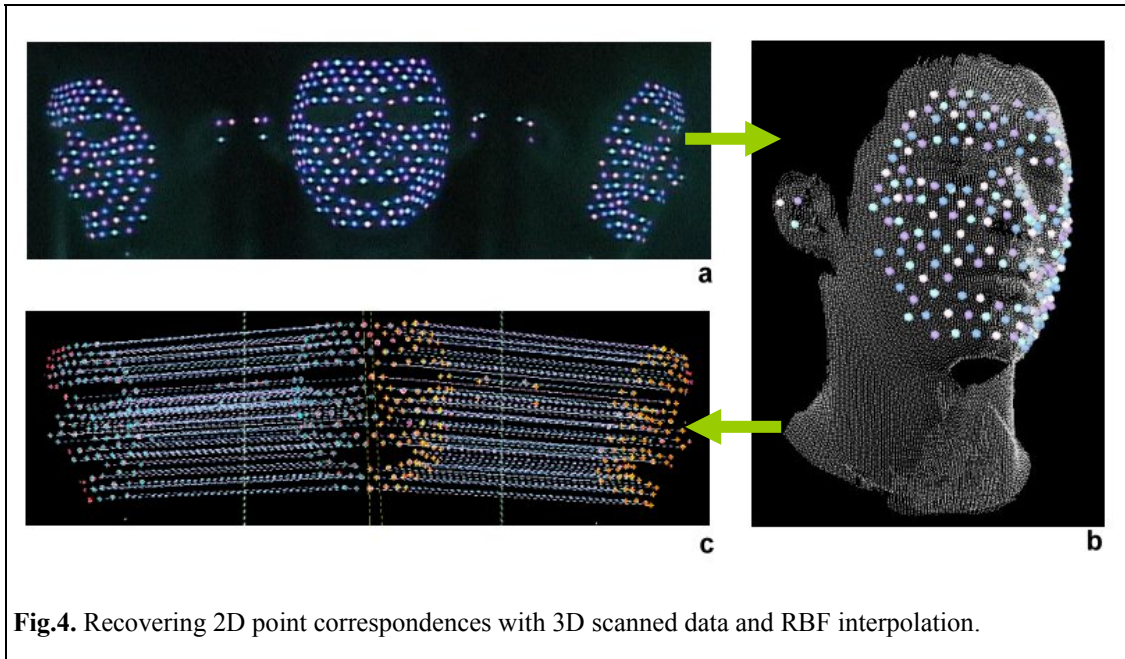 a
b
c
Fig.4. Recovering 2D point correspondences with 3D scanned data and RBF interpolation.